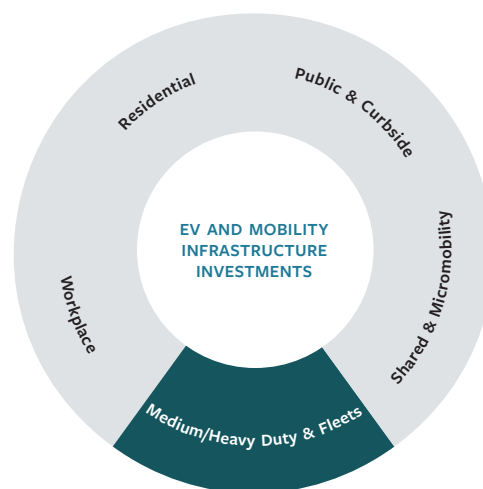 Residential
Public & Curbside
EV AND MOBILITY
INFRASTRUCTURE
INVESTMENTS
Workplace
Shared & Micromobility
Medium/Heavy Duty & Fleets